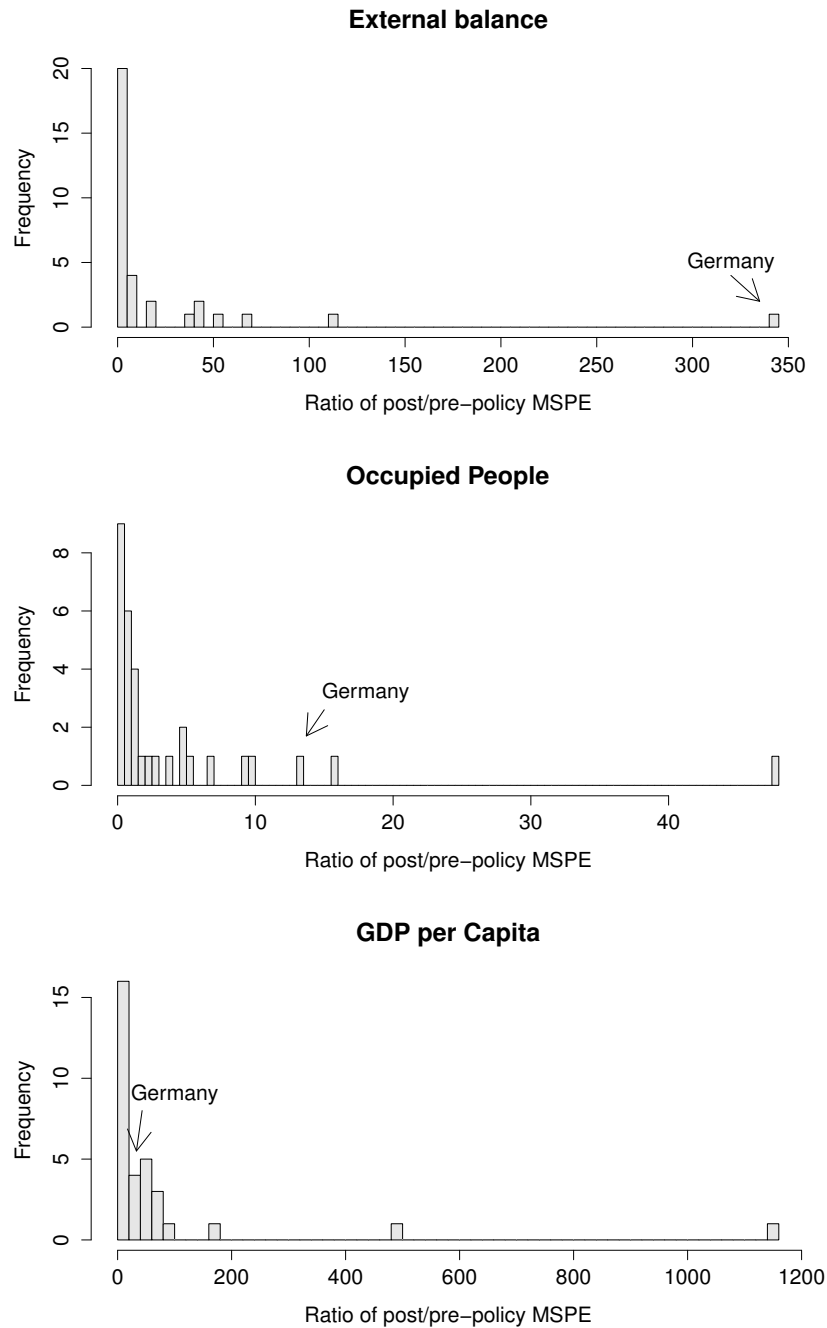 External balance
Frequency
0
5
10
15
20
Germany
0 50 100 150 200 250 300 350
Ratio of post/pre−policy MSPE
Occupied People
Frequency
0
2
4
6
8
Germany
0 10 20 30 40
Ratio of post/pre−policy MSPE
GDP per Capita
Frequency
0
5
10
15
Germany
0 200 400 600 800 1000 1200
Ratio of post/pre−policy MSPE